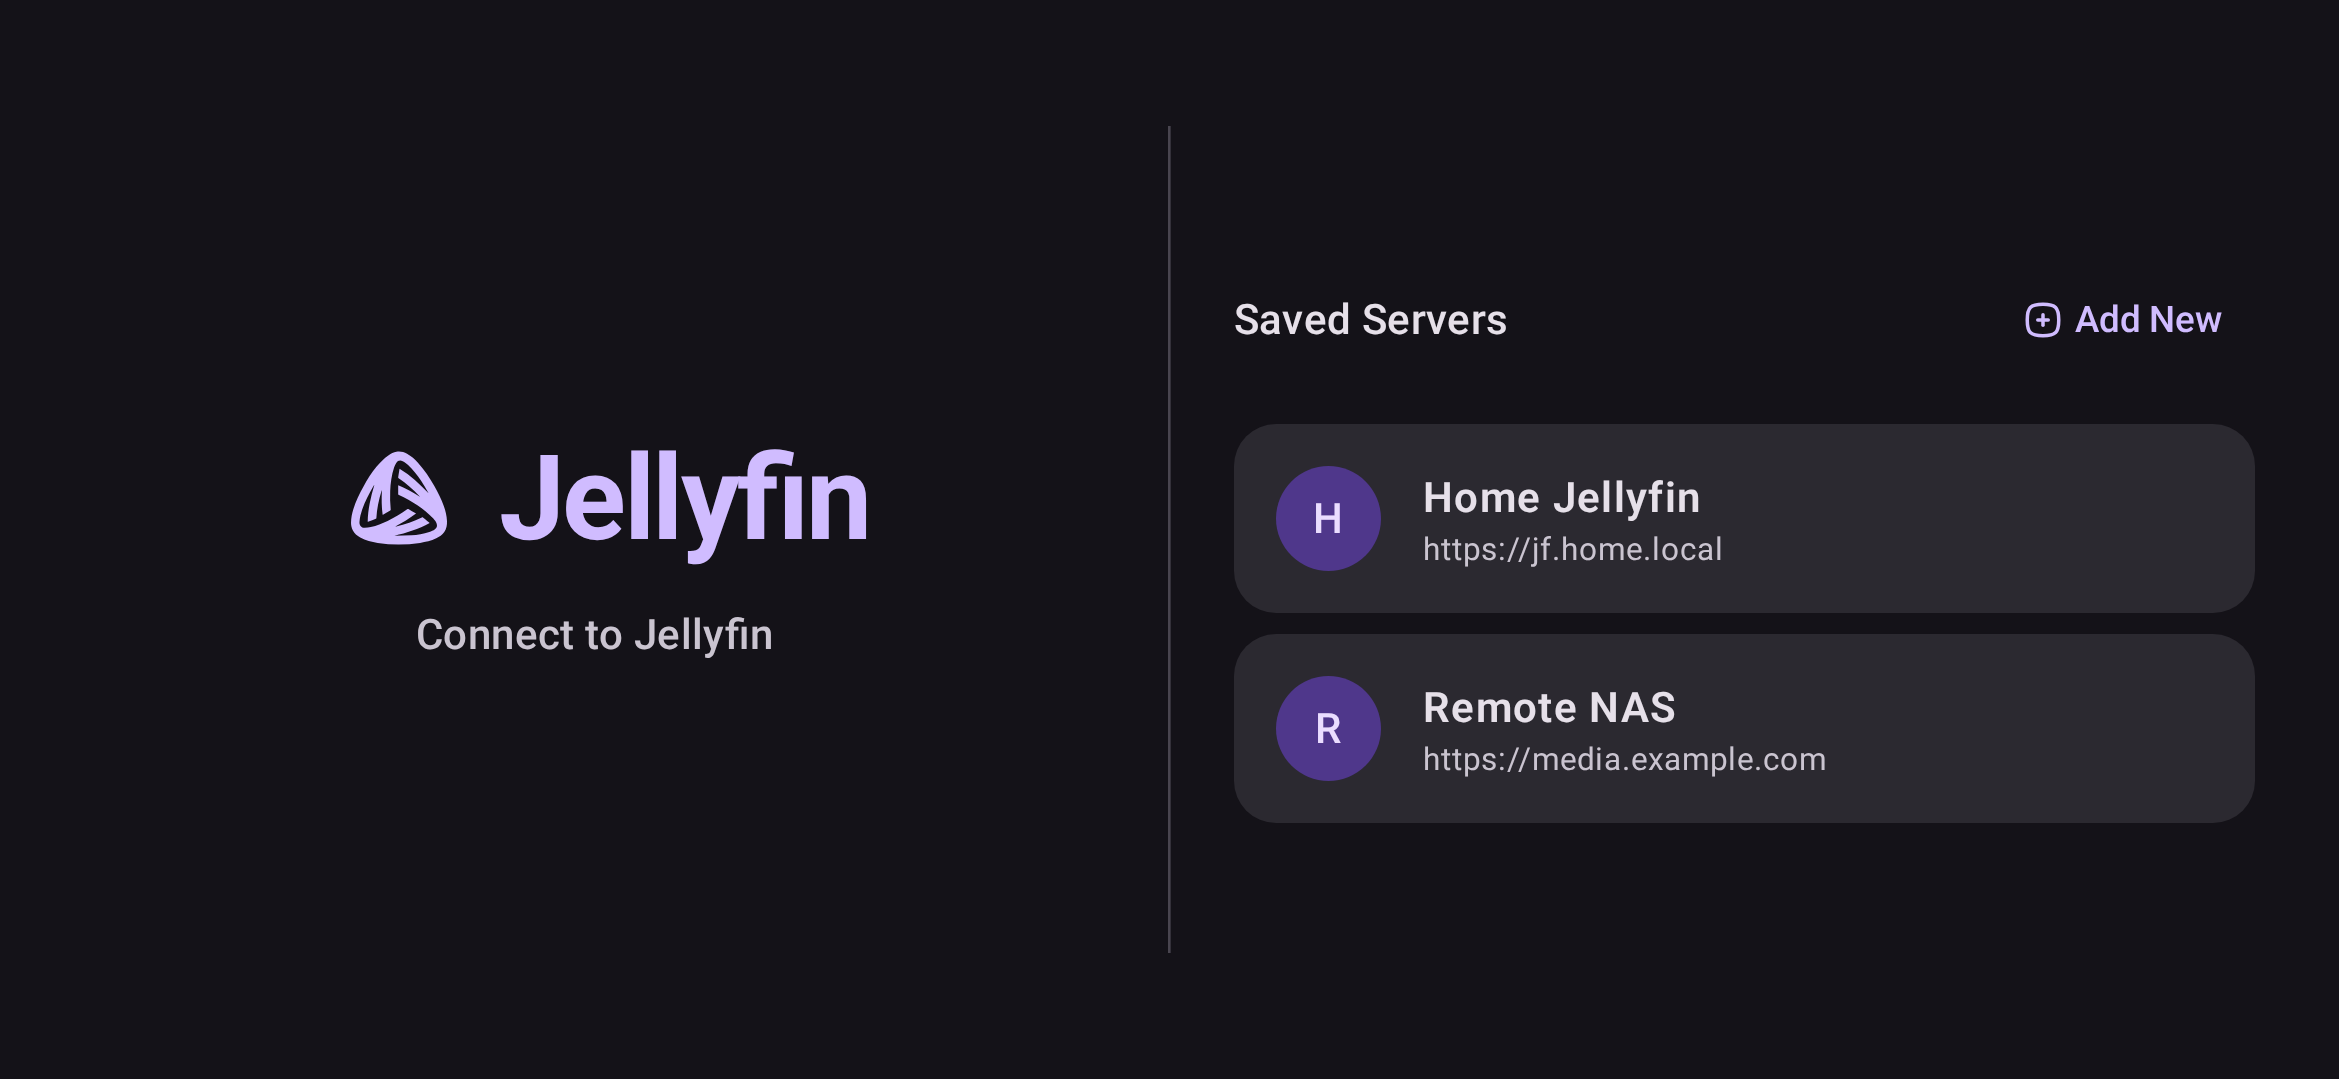 Jellyfin
Connect to Jellyfin
Saved Servers
Add New
H
Home Jellyfin
https://jf.home.local
R
Remote NAS
https://media.example.com